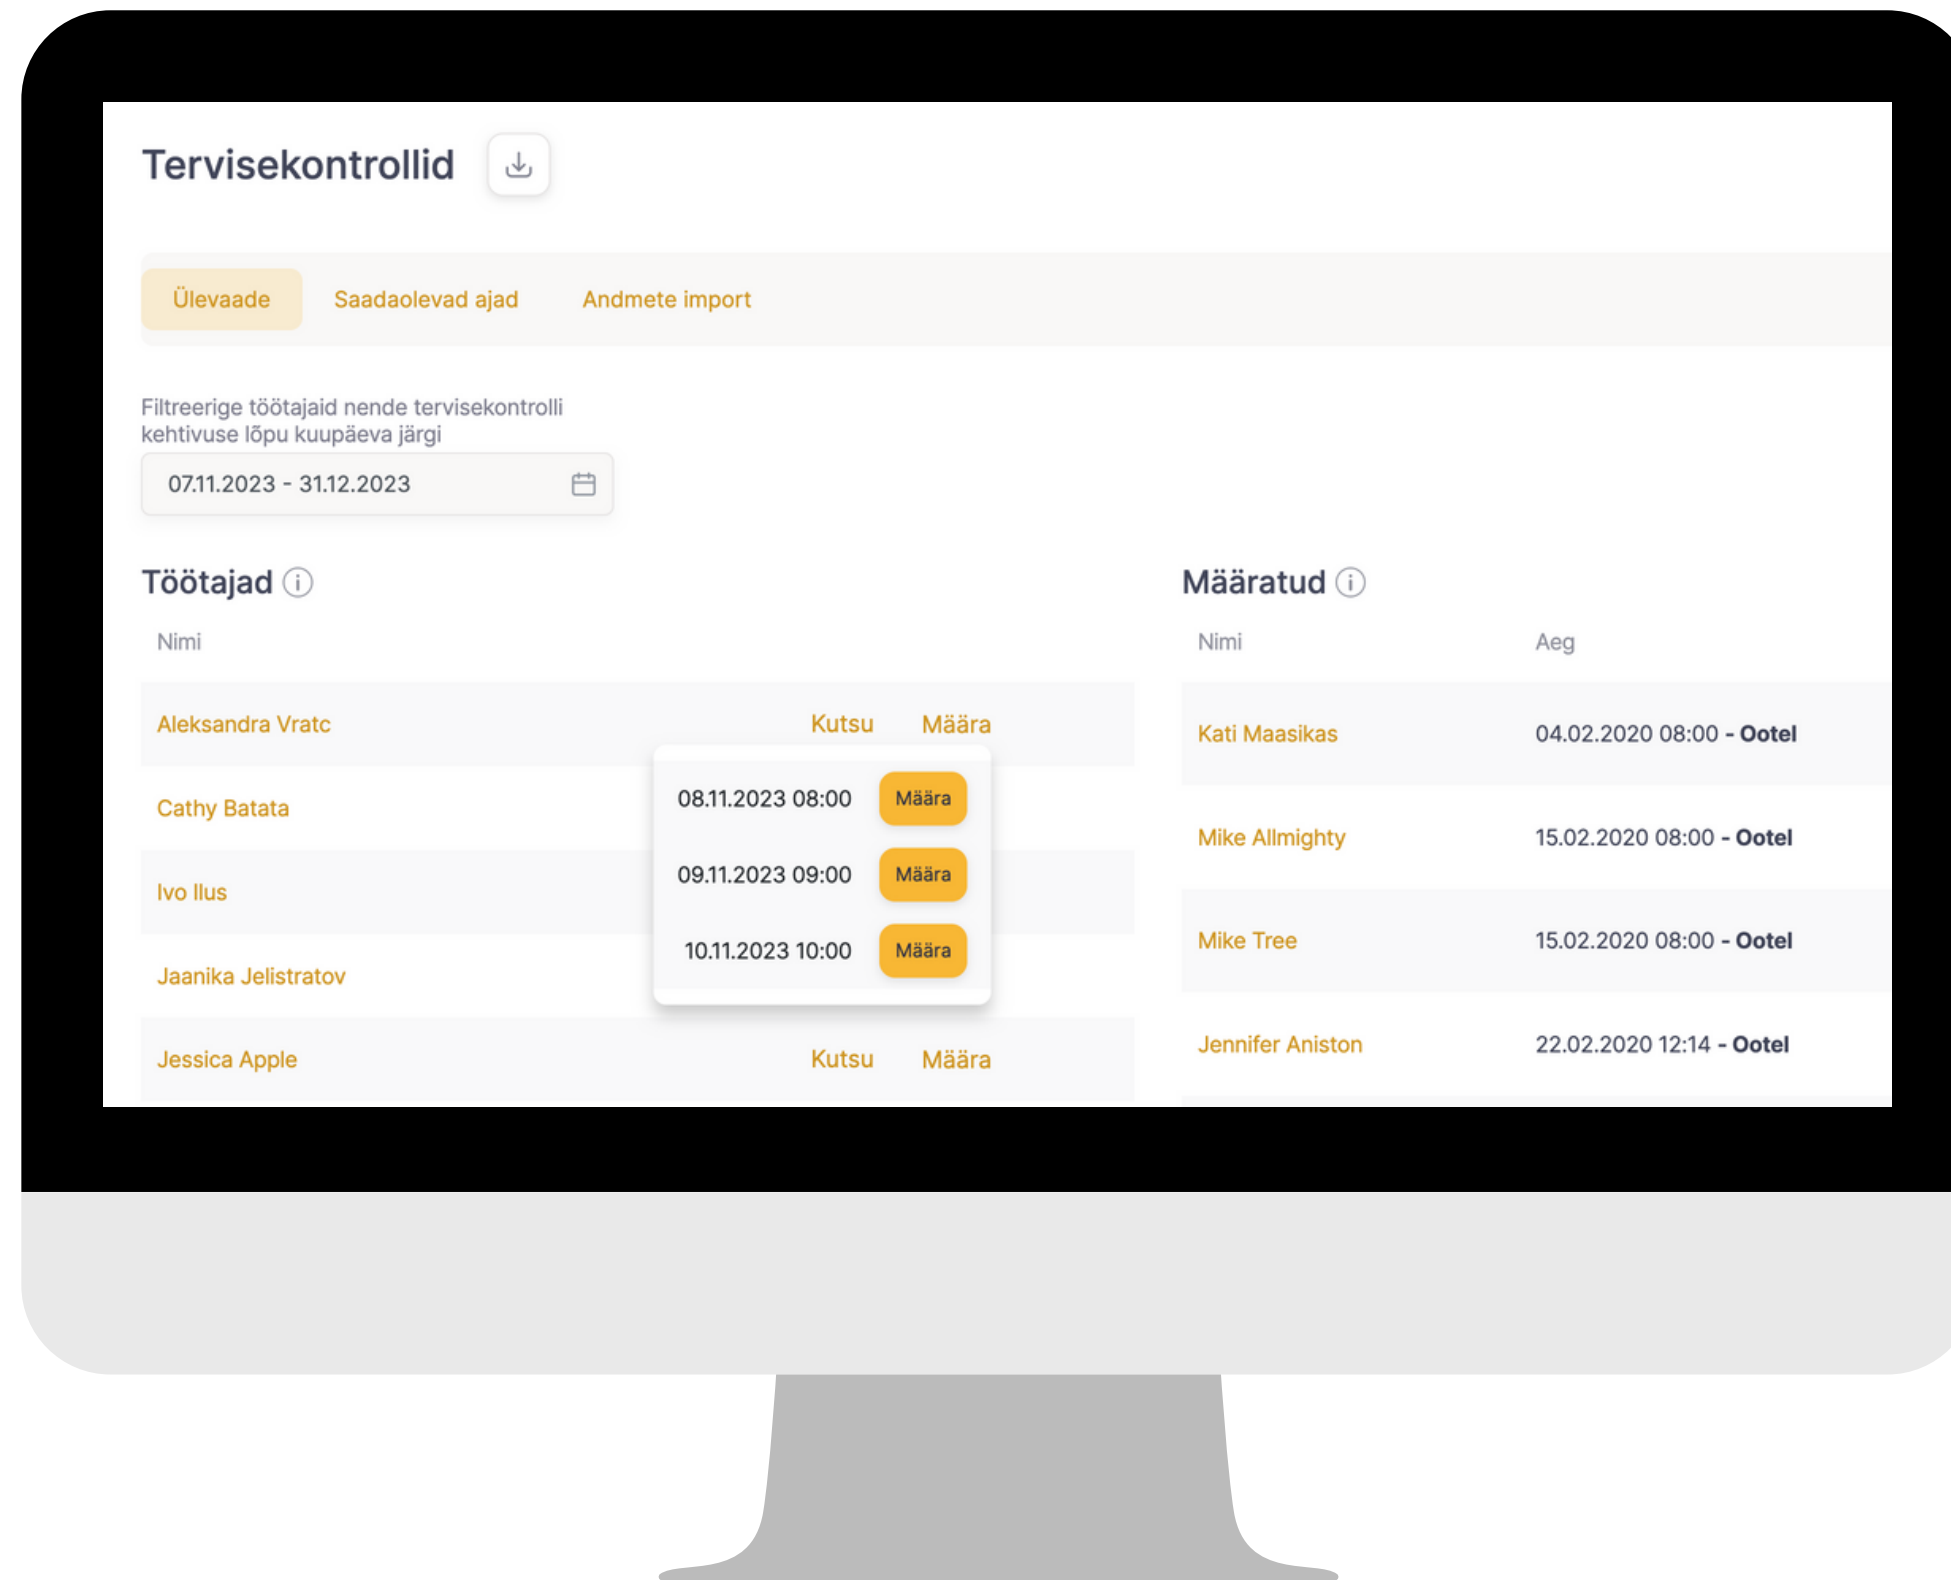 Tervisekontrollid
Ülevaade Saadaolevad ajad Andmete import
Filtreerige töötajaid nende tervisekontrolli
kehtivuse lõpu kuupäeva järgi
07.11.2023 - 31.12.2023
Töötajad
Nimi
Aleksandra Vratc Kutsu Määra
08.11.2023 08:00 Määra
Cathy Batata
09.11.2023 09:00 Määra
Ivo Ilus
10.11.2023 10:00 Määra
Jaanika Jelistratov
Jessica Apple Kutsu Määra
Määratud
Nimi Aeg
Kati Maasikas 04.02.2020 08:00 - Ootel
Mike Allmighty 15.02.2020 08:00 - Ootel
Mike Tree 15.02.2020 08:00 - Ootel
Jennifer Aniston 22.02.2020 12:14 - Ootel